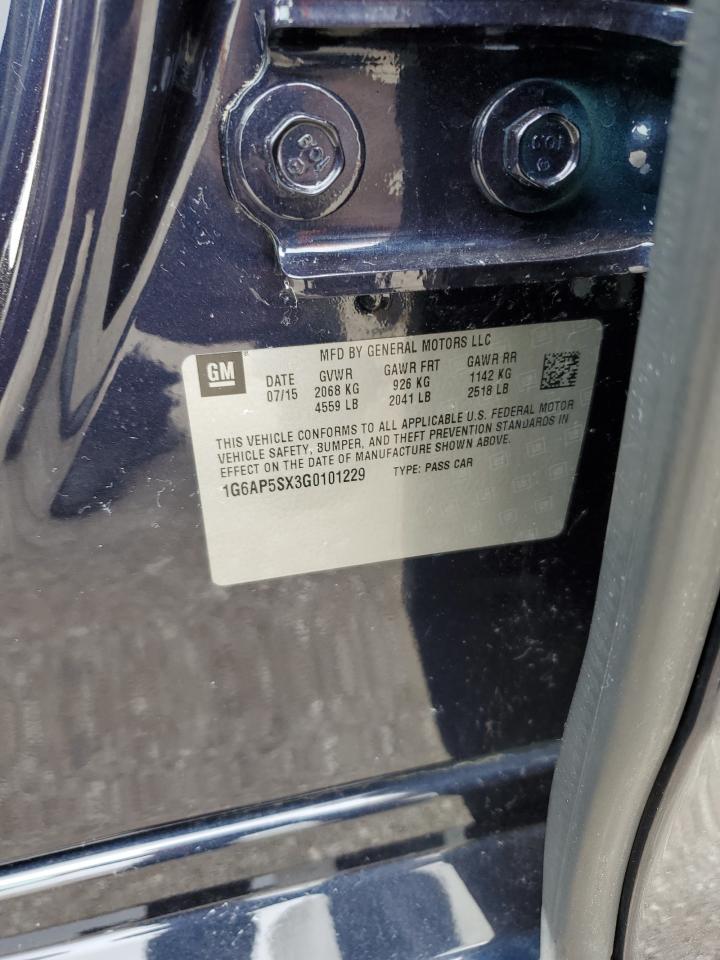 MFD BY GENERAL MOTORS LLC
GM
DATE GVWR GAWR FRT GAWR RR
07/15 2068 KG 926 KG 1142 KG
4559 LB 2041 LB 2518 LB
THIS VEHICLE CONFORMS TO ALL APPLICABLE U.S. FEDERAL MOTOR
VEHICLE SAFETY, BUMPER, AND THEFT PREVENTION STANDARDS IN
EFFECT ON THE DATE OF MANUFACTURE SHOWN ABOVE.
1G6AP5SX3G0101229 TYPE: PASS CAR